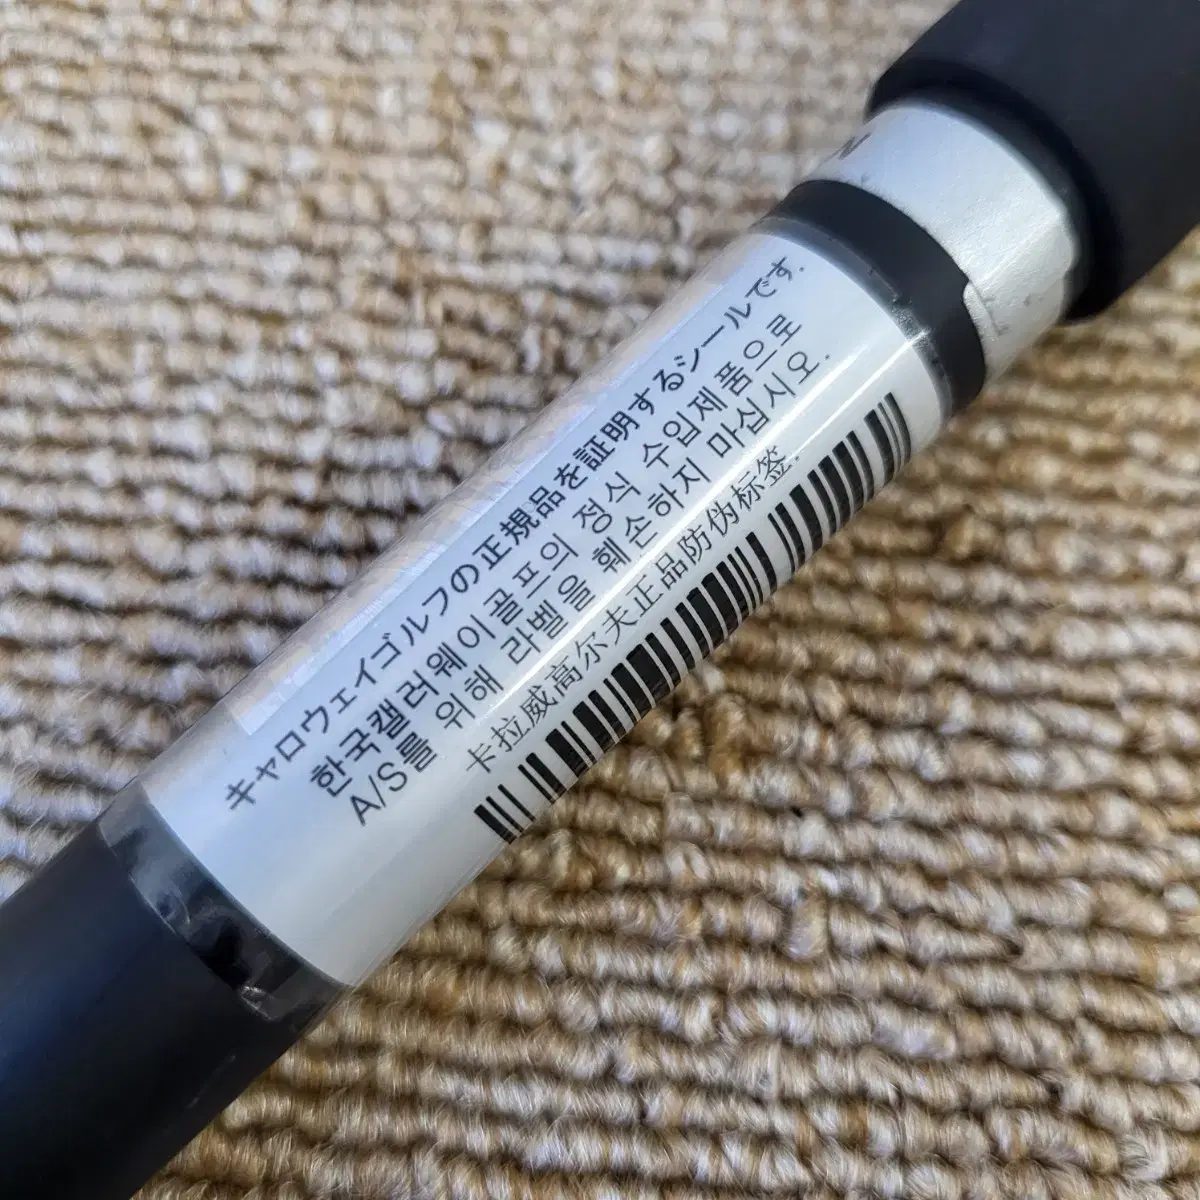 キャロウェイゴルフの正規品を証明するシールです.
한국캘러웨이골프의 정식 수입제품으로
A/S를 위해 라벨을 훼손하지 마십시오.
卡拉威高尔夫正品防伪标签.